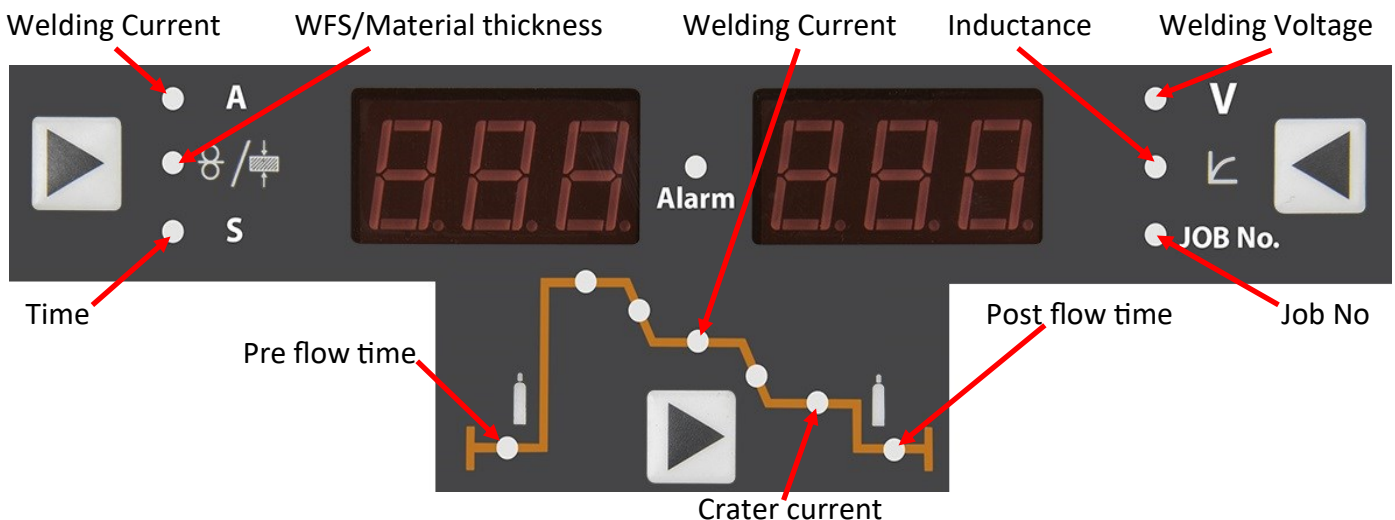 Welding Current
WFS/Material thickness
Welding Current
Inductance
Welding Voltage
A
V
Alarm
S
JOB No.
Time
Pre flow time
Post flow time
Job No
Crater current